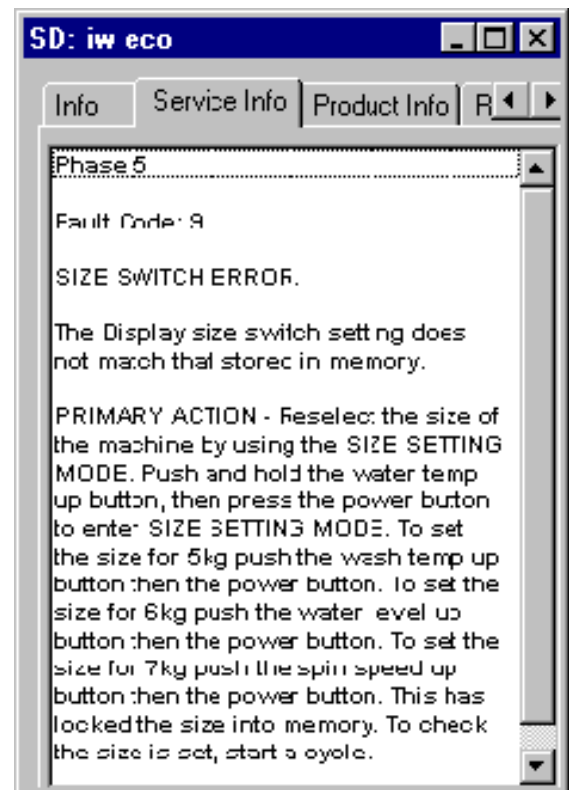 SD: iw eco
Info Service Info Product Info R
Phase 5
Fault Code: 9
SIZE SWITCH ERROR.
The Display size switch setting does
not match that stored in memory.
PRIMARY ACTION - Reselect the size of
the machine by using the SIZE SETTING
MODE. Push and hold the water temp
up button, then press the power button
to enter SIZE SETTING MODE. To set
the size for 5kg push the wash temp up
button then the power button. To set the
size for 6kg push the water level up
button then the power button. To set the
size for 7kg push the spin speed up
button then the power button. This has
locked the size into memory. To check
the size is set, start a cycle.